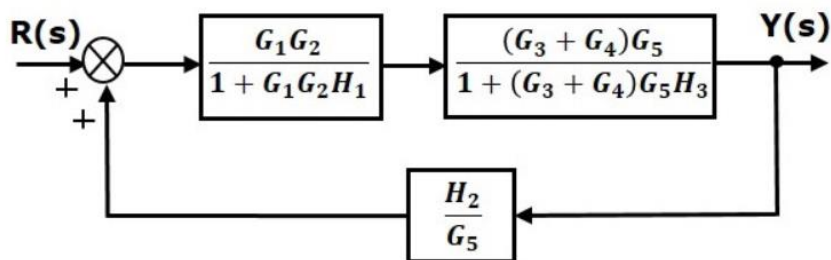 R(s)
+
+
G₁G₂
1 + G₁G₂H₁
(G₃ + G₄)G₅
1 + (G₃ + G₄)G₅H₃
Y(s)
H₂
G₅